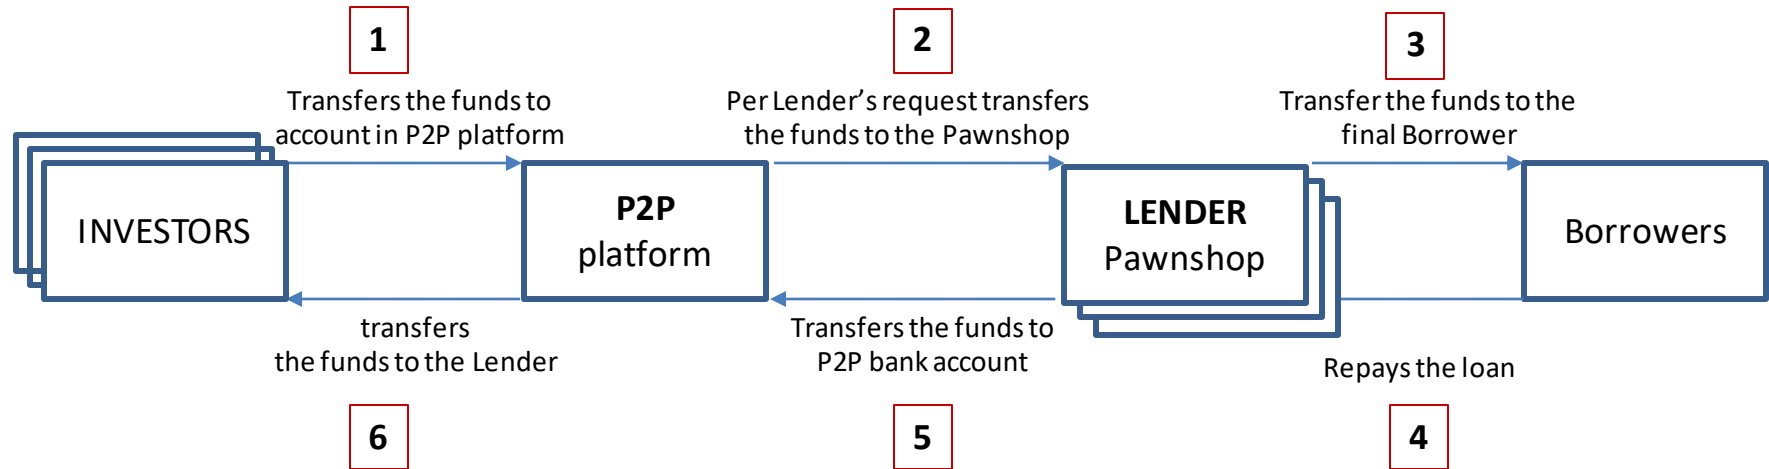 1
2
3
Transfers the funds to
account in P2P platform
Per Lender’s request transfers
the funds to the Pawnshop
Transfer the funds to the
final Borrower
INVESTORS
P2P
platform
LENDER
Pawnshop
Borrowers
transfers
the funds to the Lender
Transfers the funds to
P2P bank account
Repays the loan
6
5
4